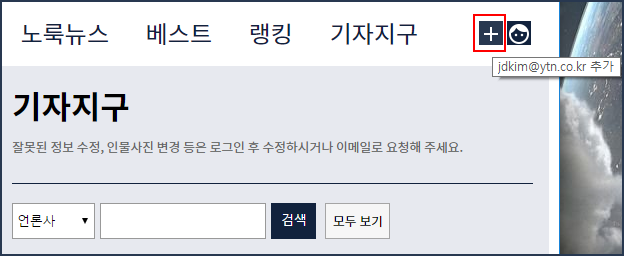 노룩뉴스 베스트 랭킹 기자지구
jdkim@ytn.co.kr 추가
기자지구
잘못된 정보 수정, 인물사진 변경 등은 로그인 후 수정하시거나 이메일로 요청해 주세요.
언론사 검색 모두 보기